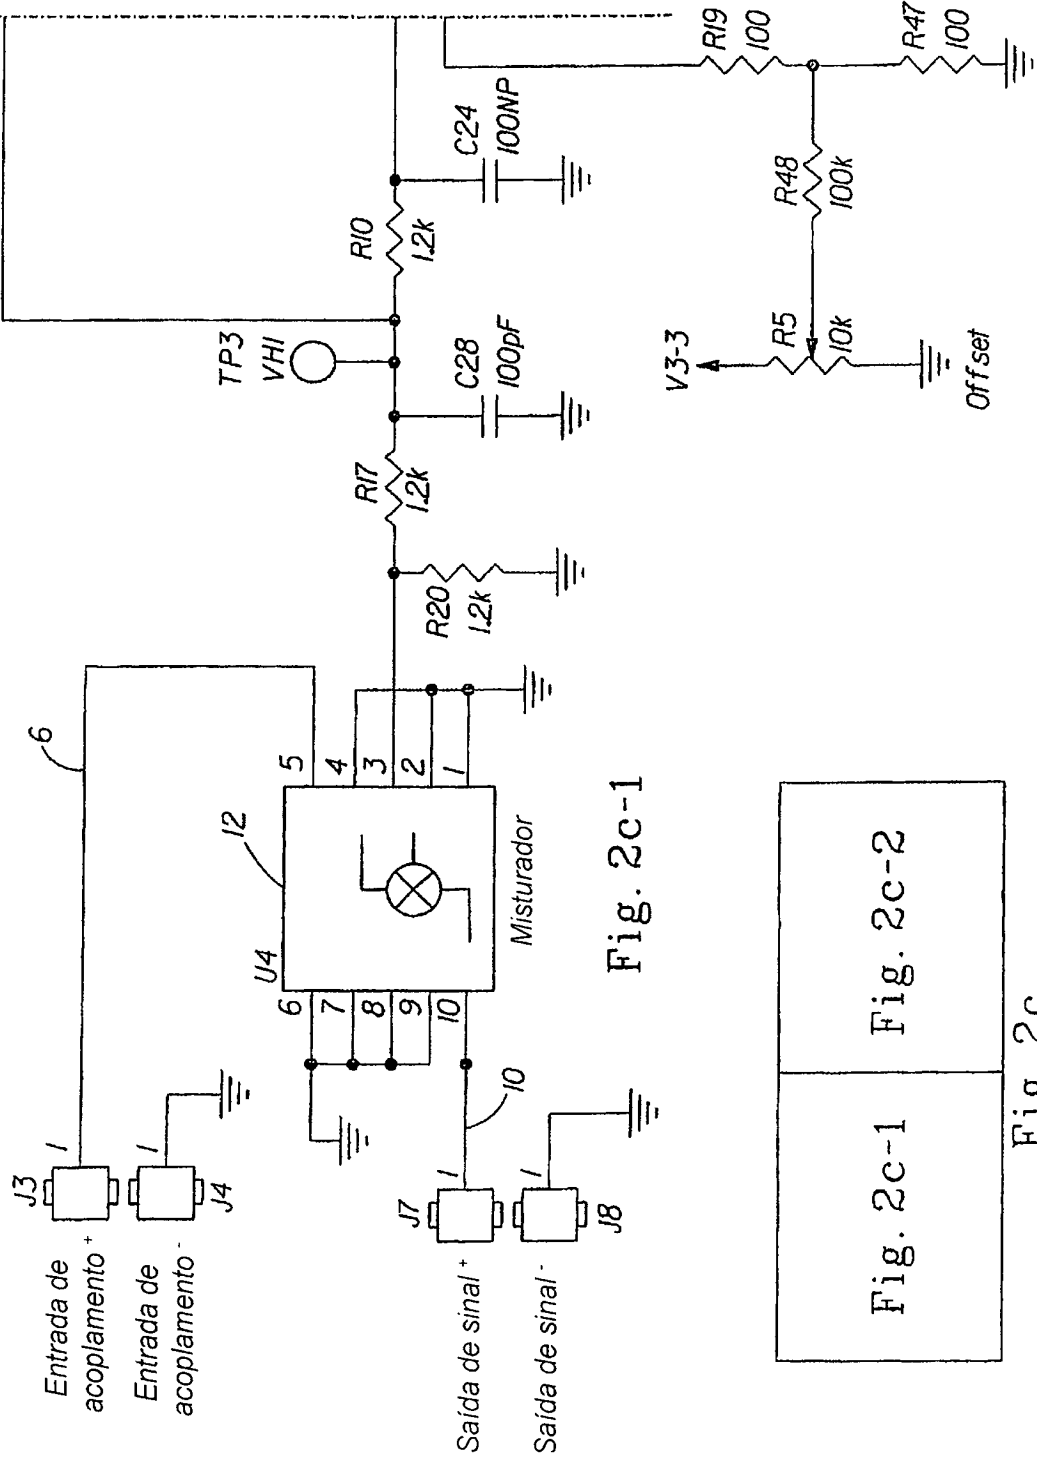 Entrada de
acoplamento +
J3
1
Entrada de
acoplamento -
J4
1
6
Saída de sinal +
J7
1
Saída de sinal -
J8
1
10
U4
12
6
7
8
9
10
5
4
3
2
1
Misturador
R20
1.2k
R17
1.2k
C28
100pF
TP3
VHI
R10
1.2k
C24
100NP
V3-3
R5
10k
Offset
R48
100k
R19
100
R47
100
Fig. 2c-1
Fig. 2c-1
Fig. 2c-2
Fig. 2c